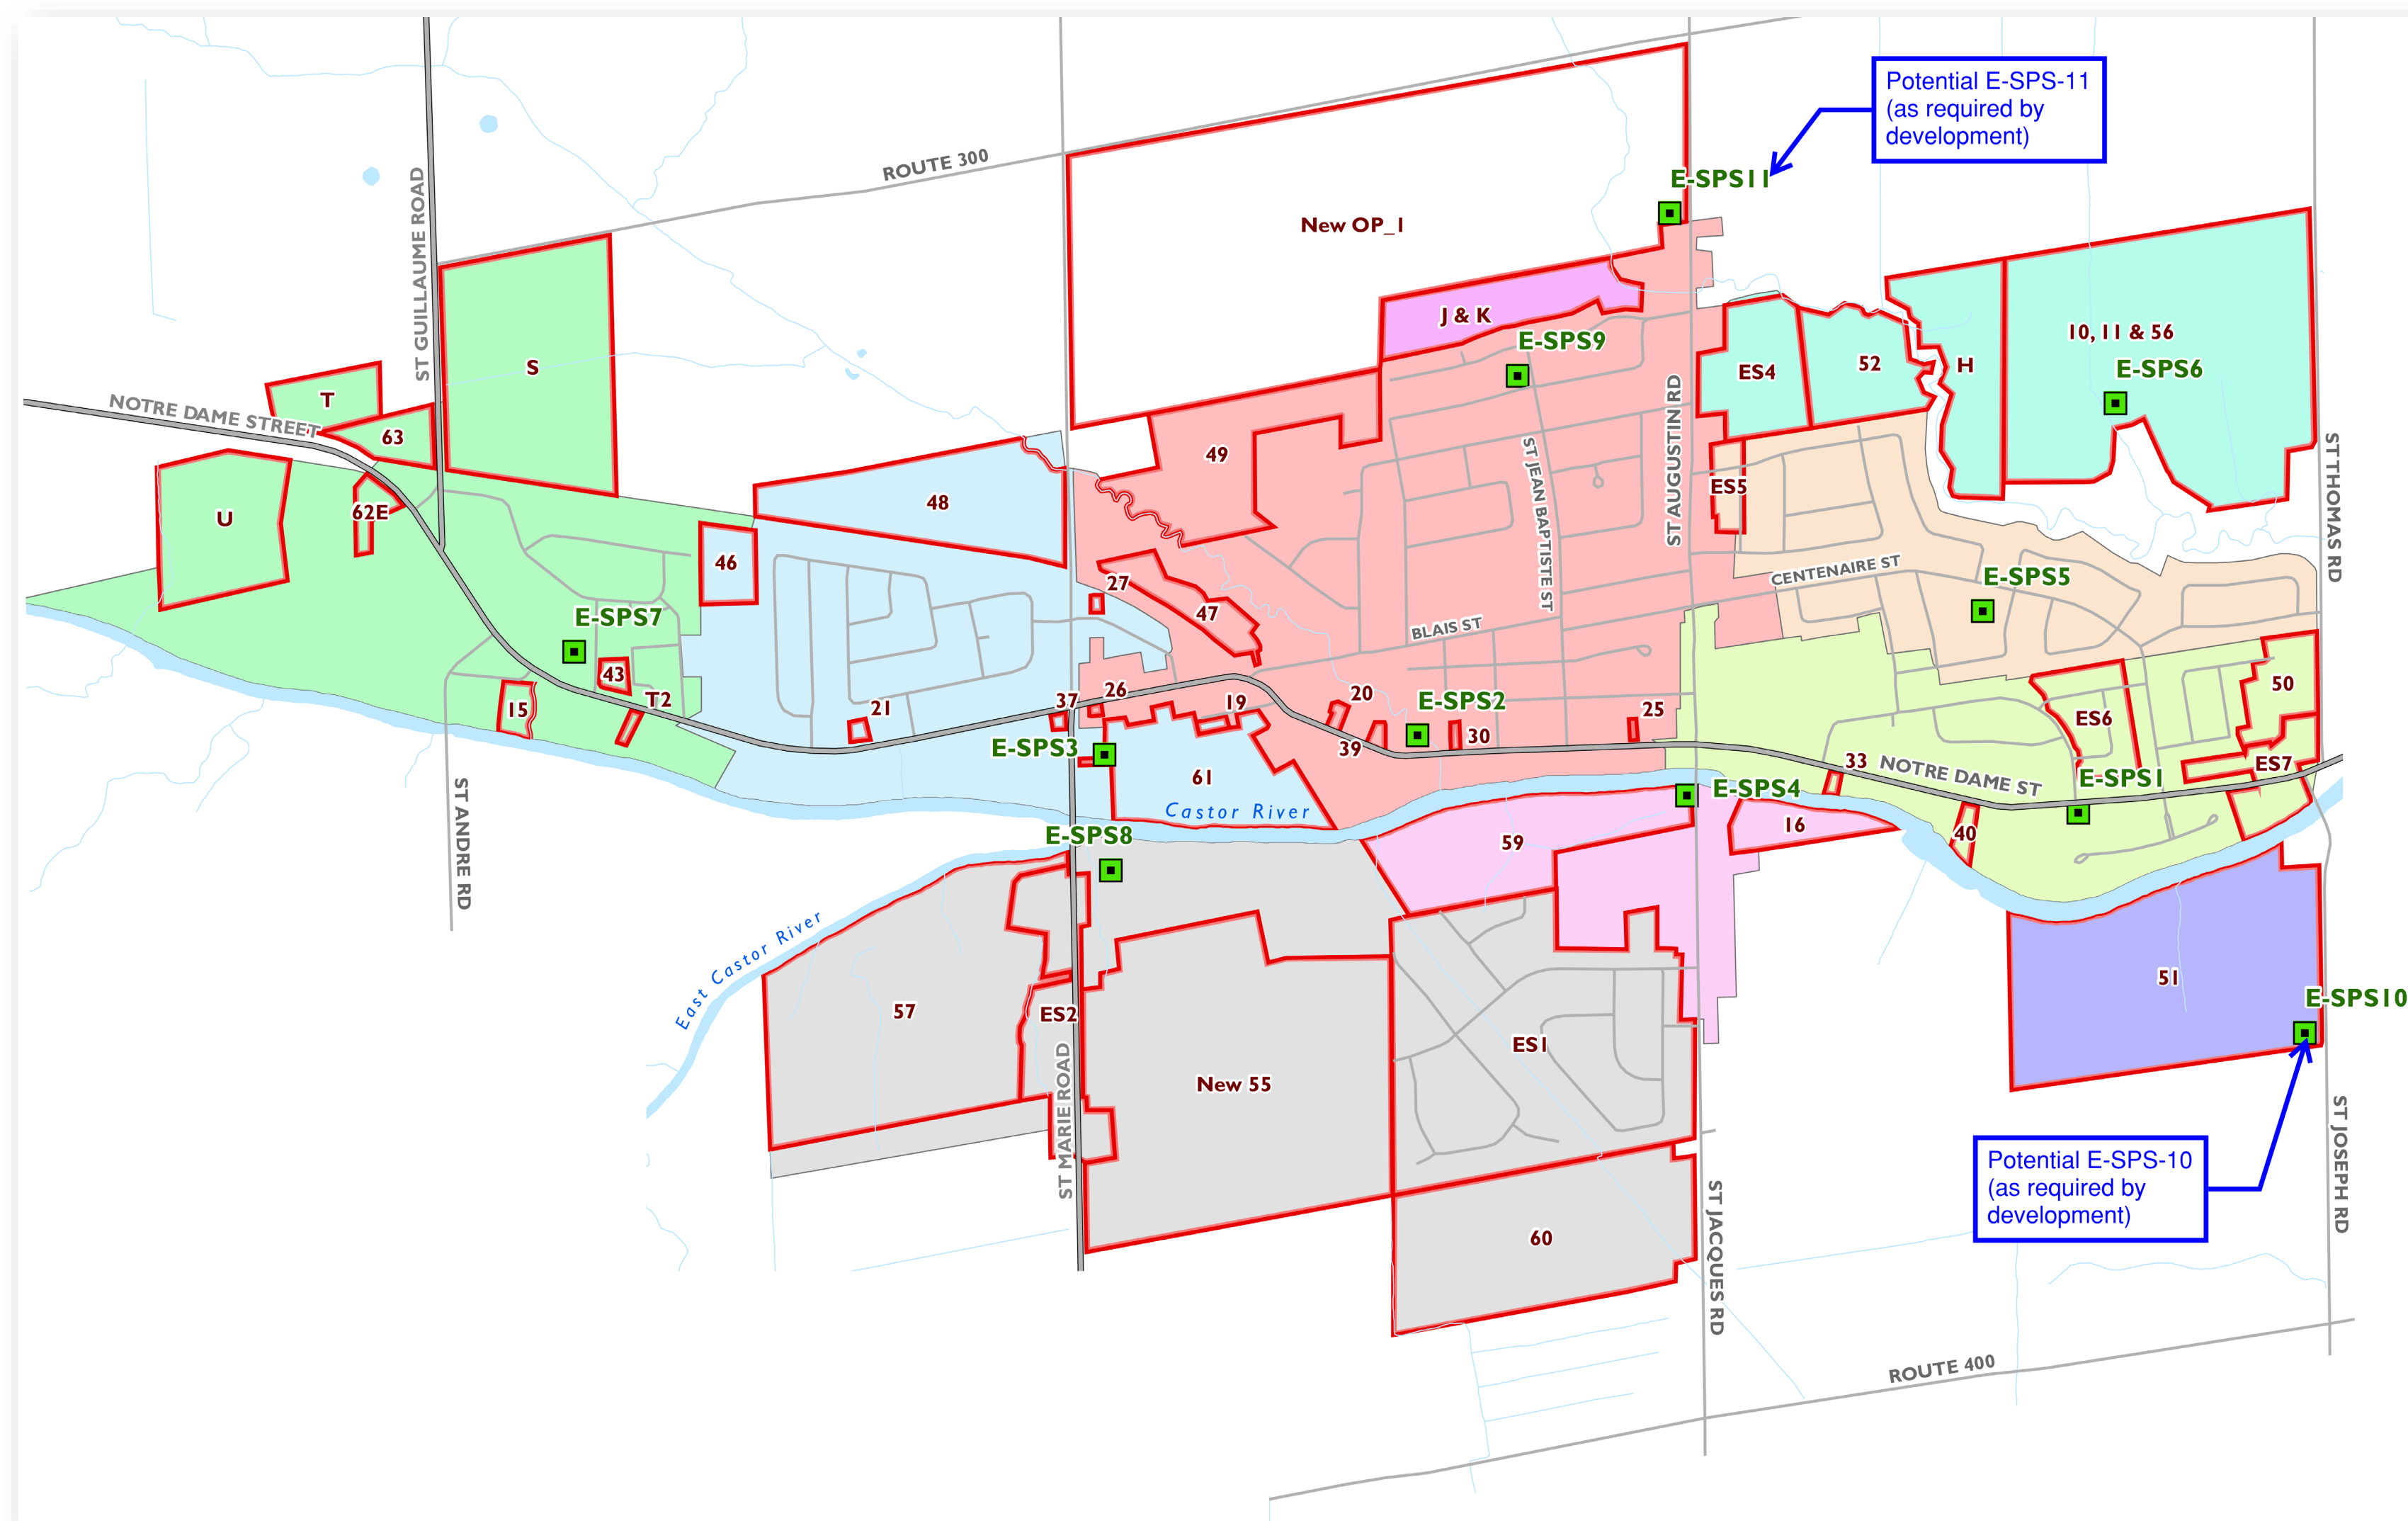 Potential E-SPS-11
(as required by
development)
ROUTE 300
E-SPS11
New OP_1
ST GUILLAUME ROAD
J & K
E-SPS9
10, 11 & 56
E-SPS6
S
T
ES4
52
H
NOTRE DAME STREET
63
49
ST JEAN BAPTISTE ST
ST AUGUSTIN RD
ST THOMAS RD
U
62E
48
ES5
46
27
CENTENAIRE ST
E-SPS5
E-SPS7
47
BLAIS ST
43
15
T2
21
37
26
19
20
E-SPS2
25
50
ES6
E-SPS3
39
30
33
NOTRE DAME ST
ES7
61
E-SPS4
E-SPS1
Castor River
16
40
ST ANDRE RD
E-SPS8
59
East Castor River
51
E-SPS10
57
ES2
ES1
New 55
ST MARIE ROAD
ST JOSEPH RD
Potential E-SPS-10
(as required by
development)
60
ST JACQUES RD
ROUTE 400